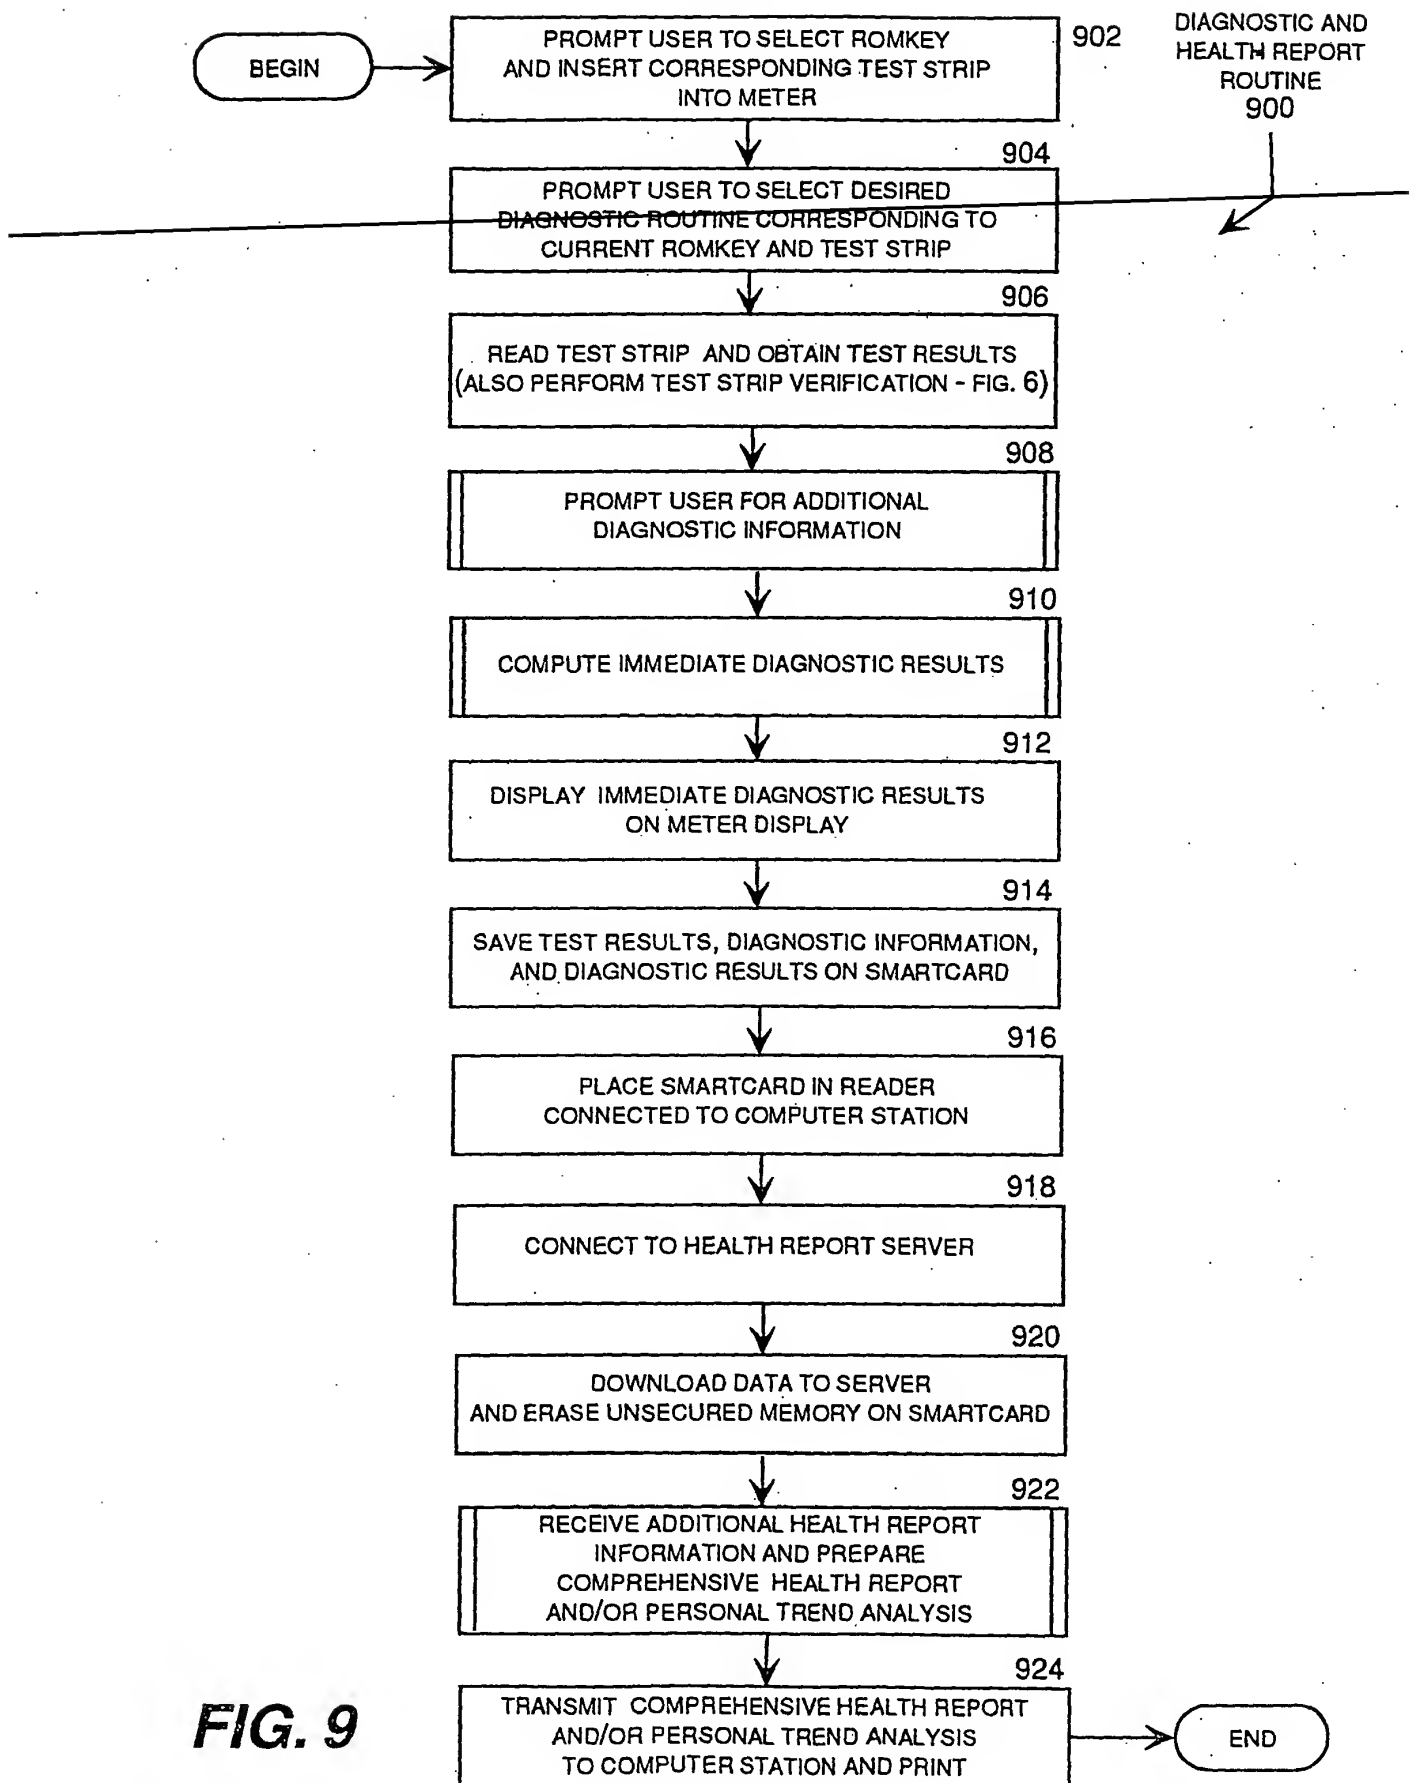 BEGIN
PROMPT USER TO SELECT ROMKEY
AND INSERT CORRESPONDING TEST STRIP
INTO METER
902
DIAGNOSTIC AND
HEALTH REPORT
ROUTINE
900
904
PROMPT USER TO SELECT DESIRED
DIAGNOSTIC ROUTINE CORRESPONDING TO
CURRENT ROMKEY AND TEST STRIP
906
READ TEST STRIP AND OBTAIN TEST RESULTS
(ALSO PERFORM TEST STRIP VERIFICATION - FIG. 6)
908
PROMPT USER FOR ADDITIONAL
DIAGNOSTIC INFORMATION
910
COMPUTE IMMEDIATE DIAGNOSTIC RESULTS
912
DISPLAY IMMEDIATE DIAGNOSTIC RESULTS
ON METER DISPLAY
914
SAVE TEST RESULTS, DIAGNOSTIC INFORMATION,
AND DIAGNOSTIC RESULTS ON SMARTCARD
916
PLACE SMARTCARD IN READER
CONNECTED TO COMPUTER STATION
918
CONNECT TO HEALTH REPORT SERVER
920
DOWNLOAD DATA TO SERVER
AND ERASE UNSECURED MEMORY ON SMARTCARD
922
RECEIVE ADDITIONAL HEALTH REPORT
INFORMATION AND PREPARE
COMPREHENSIVE HEALTH REPORT
AND/OR PERSONAL TREND ANALYSIS
924
TRANSMIT COMPREHENSIVE HEALTH REPORT
AND/OR PERSONAL TREND ANALYSIS
TO COMPUTER STATION AND PRINT
END
FIG. 9